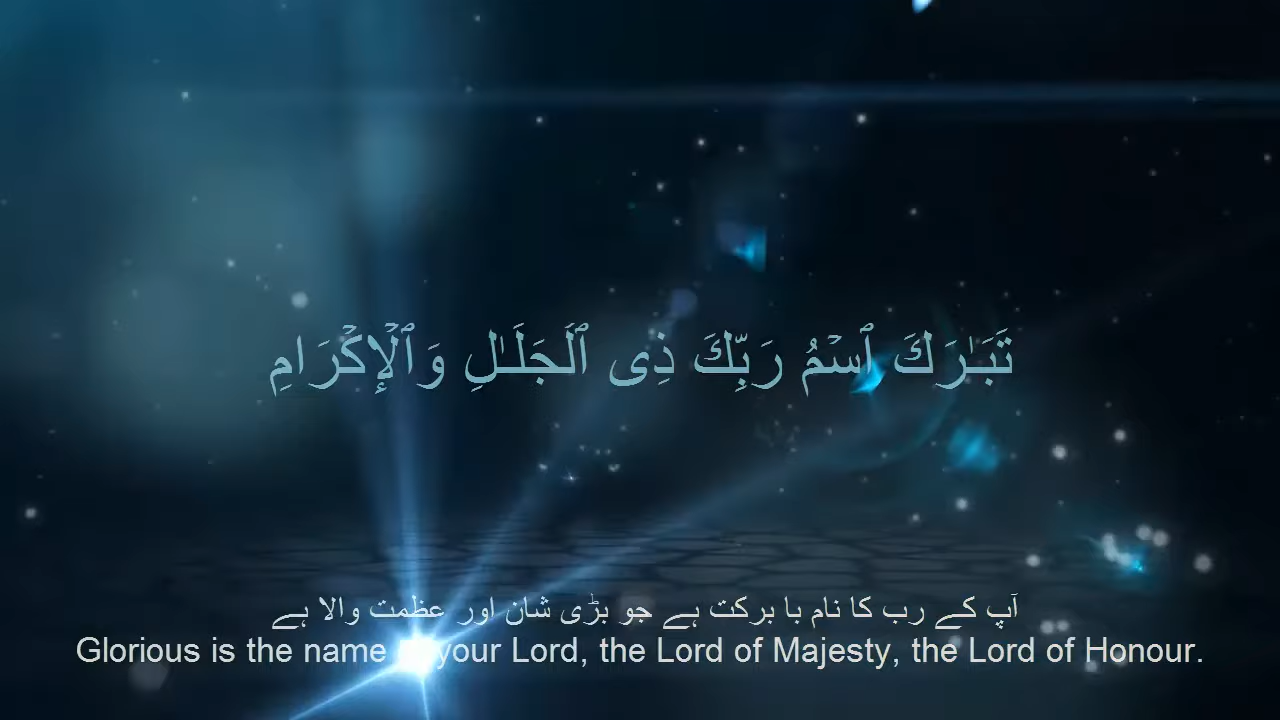 تَبَـٰرَكَ ٱسۡمُ رَبِّكَ ذِى ٱلۡجَلَـٰلِ وَٱلۡإِكۡرَامِ
آپ کے رب کا نام با برکت ہے جو بڑی شان اور عظمت والا ہے
Glorious is the name of your Lord, the Lord of Majesty, the Lord of Honour.